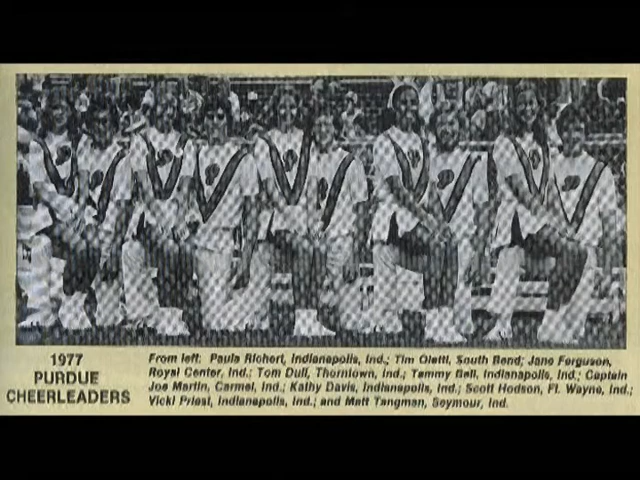 1977
PURDUE
CHEERLEADERS
From left: Paula Richert, Indianapolis, Ind.; Tim Oletti, South Bend; Jane Ferguson,
Royal Center, Ind.; Tom Dull, Thorntown, Ind.; Tammy Bell, Indianapolis, Ind.; Captain
Joe Martin, Carmel, Ind.; Kathy Davis, Indianapolis, Ind.; Scott Hodson, Ft. Wayne, Ind.;
Vicki Priest, Indianapolis, Ind.; and Matt Tangman, Seymour, Ind.